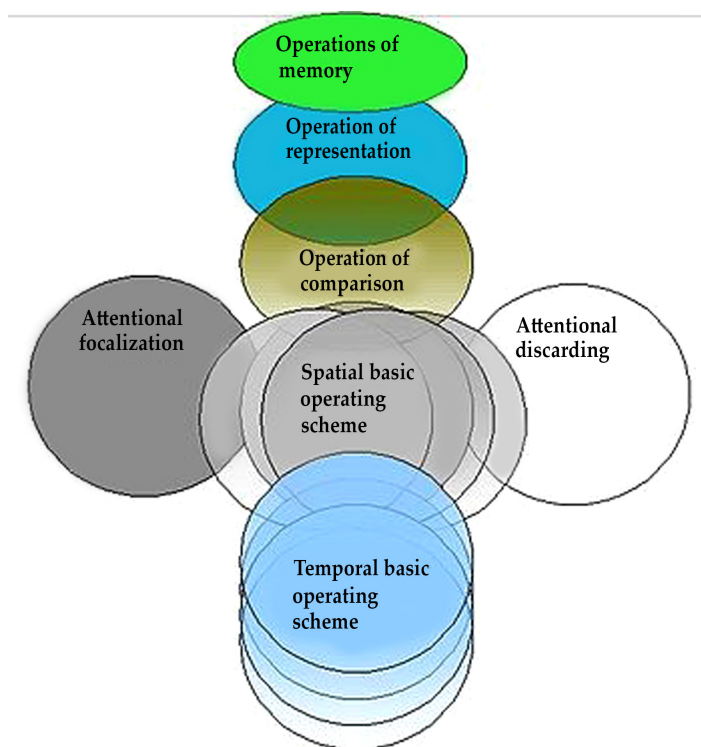 Operations of
memory
Operation of
representation
Operation of
comparison
Attentional
focalization
Attentional
discarding
Spatial basic
operating
scheme
Temporal basic
operating
scheme